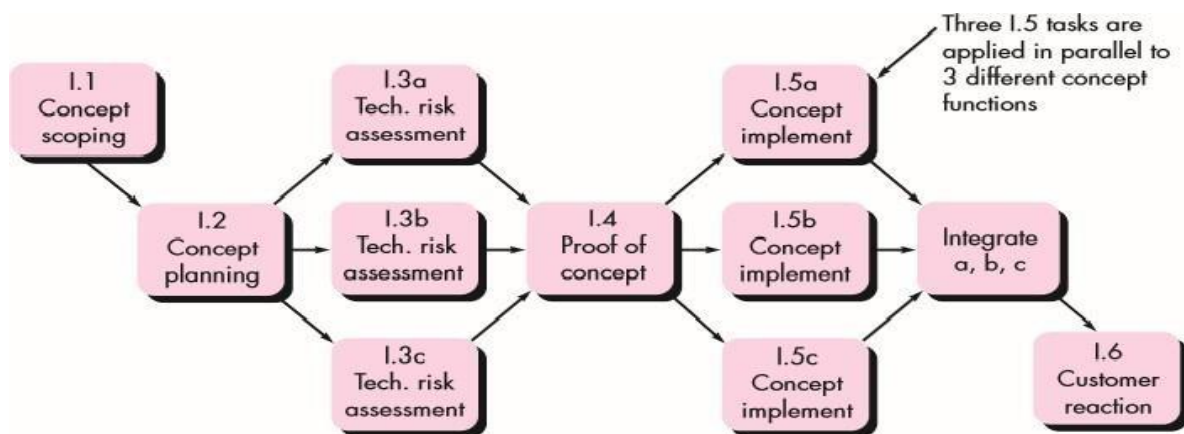 I.1
Concept
scoping
I.2
Concept
planning
I.3a
Tech. risk
assessment
I.3b
Tech. risk
assessment
I.3c
Tech. risk
assessment
I.4
Proof of
concept
I.5a
Concept
implement
I.5b
Concept
implement
I.5c
Concept
implement
Three I.5 tasks are
applied in parallel to
3 different concept
functions
Integrate
a, b, c
I.6
Customer
reaction